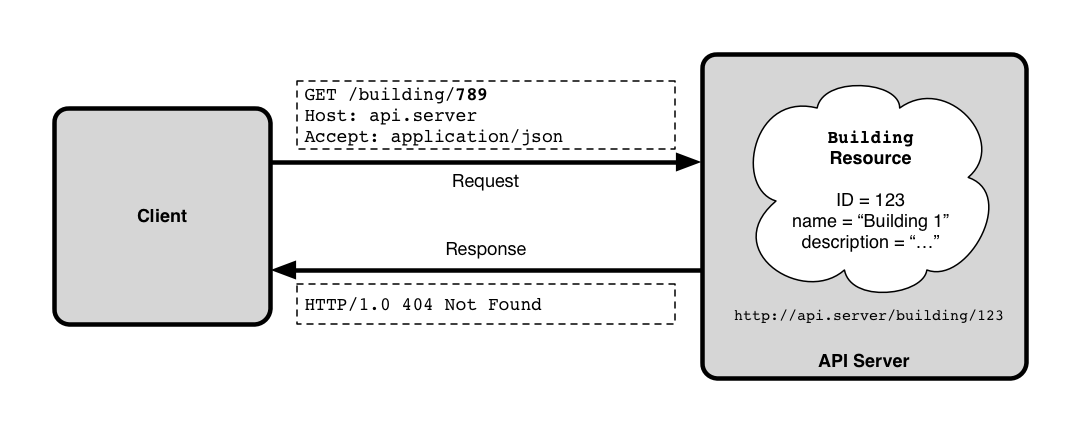 GET /building/789
Host: api.server
Accept: application/json
Request
Client
Response
HTTP/1.0 404 Not Found
Building
Resource
ID = 123
name = “Building 1”
description = “…”
http://api.server/building/123
API Server